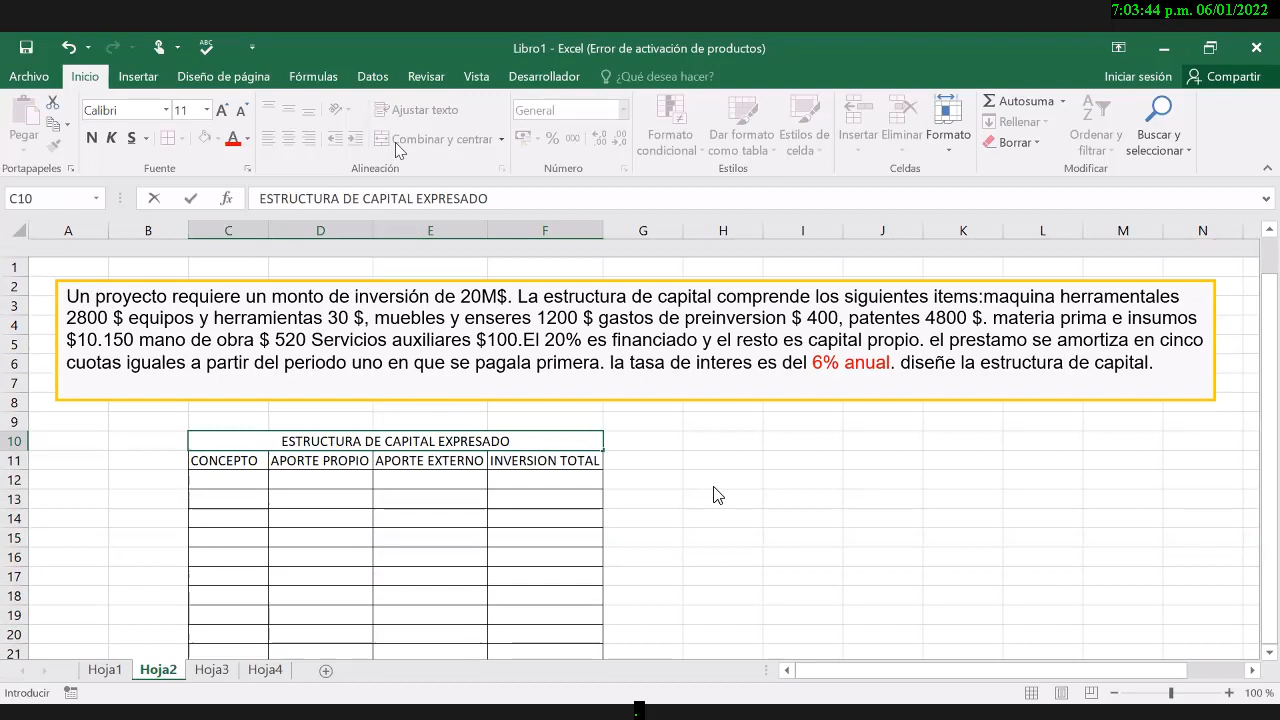 7:03:44 p.m. 06/01/2022
Libro1 - Excel (Error de activación de productos)
Archivo Inicio Insertar Diseño de página Fórmulas Datos Revisar Vista Desarrollador ¿Qué desea hacer? Iniciar sesión Compartir
Pegar
Calibri 11
Ajustar texto
Combinar y centrar
General
Formato condicional
Dar formato como tabla
Estilos de celda
Insertar Eliminar Formato
Autosuma
Rellenar
Borrar
Ordenar y filtrar
Buscar y seleccionar
Portapapeles Fuente Alineación Número Estilos Celdas Modificar
C10 fx ESTRUCTURA DE CAPITAL EXPRESADO
A B C D E F G H I J K L M N
1
2
3
4
5
6
7
8
9
10
11
12
13
14
15
16
17
18
19
20
21
Un proyecto requiere un monto de inversión de 20M$. La estructura de capital comprende los siguientes items:maquina herramentales
2800 $ equipos y herramientas 30 $, muebles y enseres 1200 $ gastos de preinversion $ 400, patentes 4800 $. materia prima e insumos
$10.150 mano de obra $ 520 Servicios auxiliares $100.El 20% es financiado y el resto es capital propio. el prestamo se amortiza en cinco
cuotas iguales a partir del periodo uno en que se pagala primera. la tasa de interes es del 6% anual. diseñe la estructura de capital.
ESTRUCTURA DE CAPITAL EXPRESADO
CONCEPTO APORTE PROPIO APORTE EXTERNO INVERSION TOTAL
Hoja1 Hoja2 Hoja3 Hoja4
Introducir
100 %